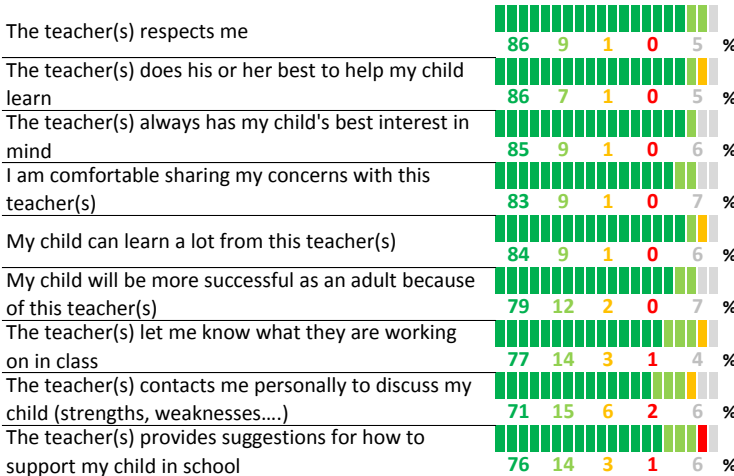 The teacher(s) respects me
86 9 1 0 5 %
The teacher(s) does his or her best to help my child
learn
86 7 1 0 5 %
The teacher(s) always has my child's best interest in
mind
85 9 1 0 6 %
I am comfortable sharing my concerns with this
teacher(s)
83 9 1 0 7 %
My child can learn a lot from this teacher(s)
84 9 1 0 6 %
My child will be more successful as an adult because
of this teacher(s)
79 12 2 0 7 %
The teacher(s) let me know what they are working
on in class
77 14 3 1 4 %
The teacher(s) contacts me personally to discuss my
child (strengths, weaknesses....)
71 15 6 2 6 %
The teacher(s) provides suggestions for how to
support my child in school
76 14 3 1 6 %